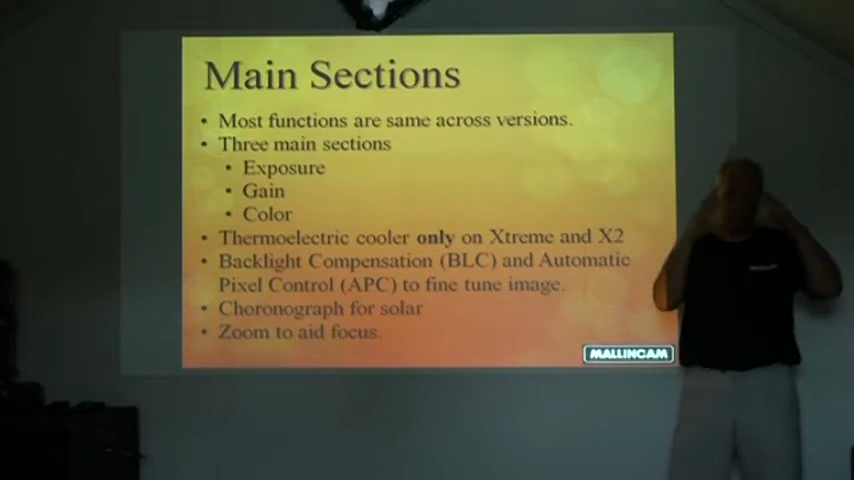 Main Sections
• Most functions are same across versions.
• Three main sections
• Exposure
• Gain
• Color
• Thermoelectric cooler only on Xtreme and X2
• Backlight Compensation (BLC) and Automatic
Pixel Control (APC) to fine tune image.
• Choronograph for solar
• Zoom to aid focus.
MALLINCAM